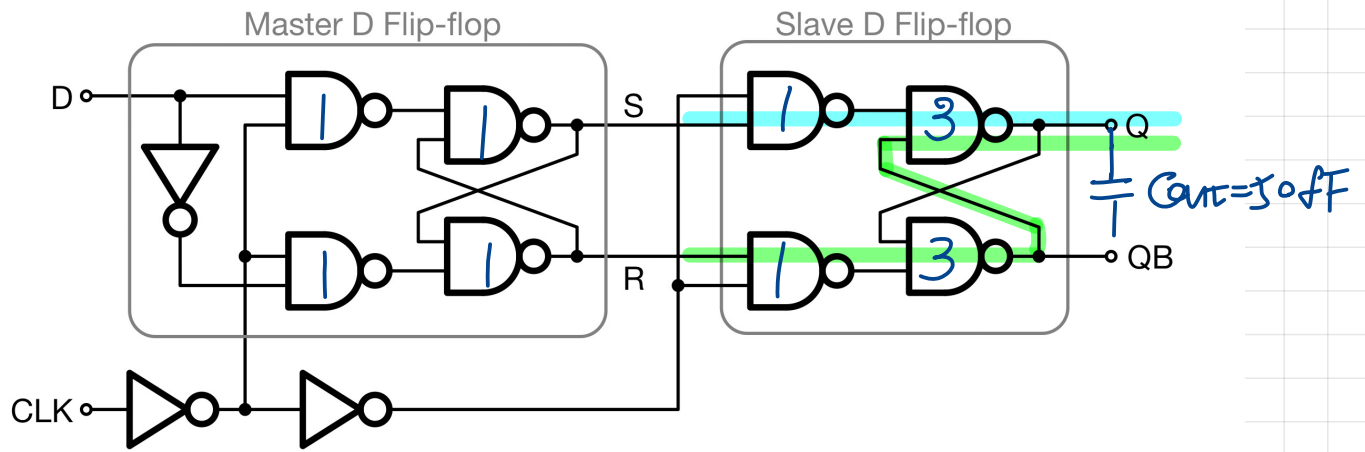 Master D Flip-flop
Slave D Flip-flop
D
1
1
S
1
3
Q
Cout=50fF
1
1
R
1
3
QB
CLK